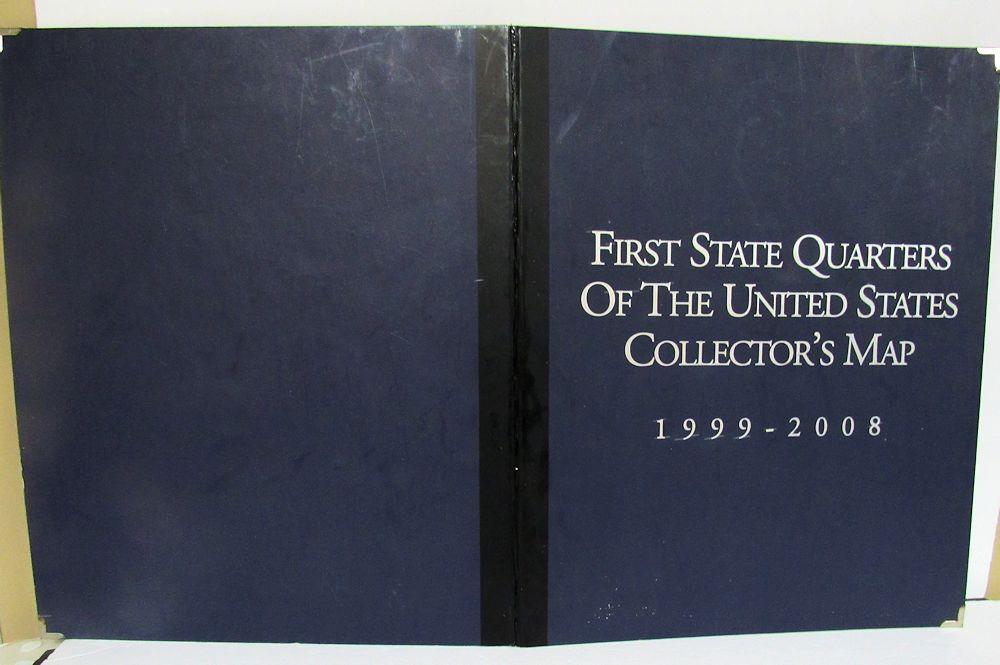 First State Quarters
Of The United States
Collector's Map
1999-2008